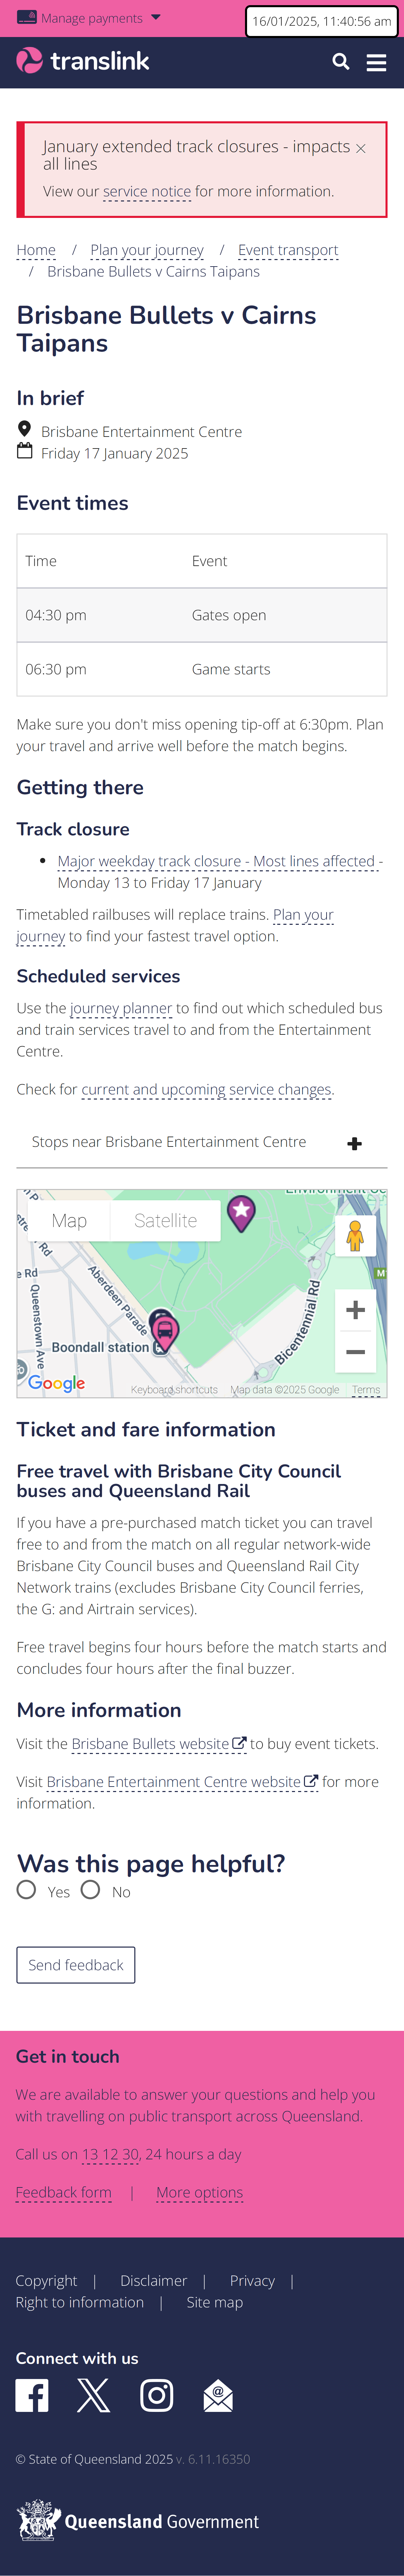 Manage payments
16/01/2025, 11:40:56 am
translink
January extended track closures - impacts
all lines
View our service notice for more information.
Home / Plan your journey / Event transport
/ Brisbane Bullets v Cairns Taipans
Brisbane Bullets v Cairns
Taipans
In brief
Brisbane Entertainment Centre
Friday 17 January 2025
Event times
Time Event
04:30 pm Gates open
06:30 pm Game starts
Make sure you don't miss opening tip-off at 6:30pm. Plan
your travel and arrive well before the match begins.
Getting there
Track closure
Major weekday track closure - Most lines affected -
Monday 13 to Friday 17 January
Timetabled railbuses will replace trains. Plan your
journey to find your fastest travel option.
Scheduled services
Use the journey planner to find out which scheduled bus
and train services travel to and from the Entertainment
Centre.
Check for current and upcoming service changes.
Stops near Brisbane Entertainment Centre
Map Satellite
Aberdeen Parade
Queenstown Ave
Boondall station
Bicentennial Rd
M
Google
Keyboard shortcuts Map data ©2025 Google Terms
Ticket and fare information
Free travel with Brisbane City Council
buses and Queensland Rail
If you have a pre-purchased match ticket you can travel
free to and from the match on all regular network-wide
Brisbane City Council buses and Queensland Rail City
Network trains (excludes Brisbane City Council ferries,
the G: and Airtrain services).
Free travel begins four hours before the match starts and
concludes four hours after the final buzzer.
More information
Visit the Brisbane Bullets website to buy event tickets.
Visit Brisbane Entertainment Centre website for more
information.
Was this page helpful?
Yes No
Send feedback
Get in touch
We are available to answer your questions and help you
with travelling on public transport across Queensland.
Call us on 13 12 30, 24 hours a day
Feedback form | More options
Copyright | Disclaimer | Privacy |
Right to information | Site map
Connect with us
© State of Queensland 2025 v. 6.11.16350
Queensland Government